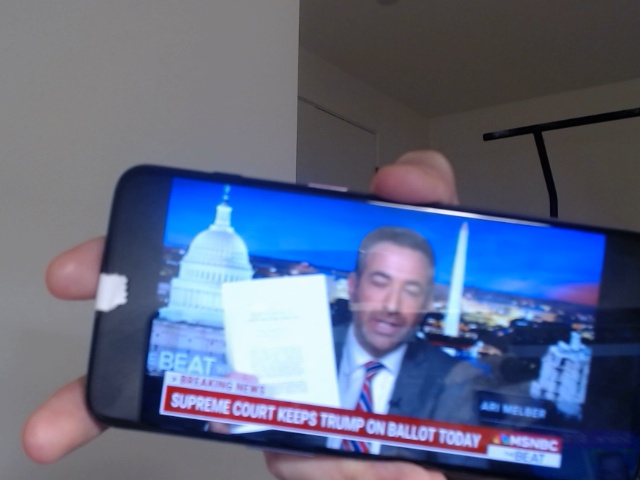 BEAT
BREAKING NEWS
SUPREME COURT KEEPS TRUMP ON BALLOT TODAY
ARI MELBER
MSNBC
THE BEAT